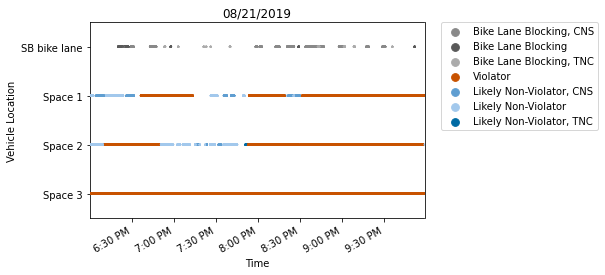 08/21/2019
SB bike lane
Space 1
Space 2
Space 3
Vehicle Location
6:30 PM
7:00 PM
7:30 PM
8:00 PM
8:30 PM
9:00 PM
9:30 PM
Time
Bike Lane Blocking, CNS
Bike Lane Blocking
Bike Lane Blocking, TNC
Violator
Likely Non-Violator, CNS
Likely Non-Violator
Likely Non-Violator, TNC